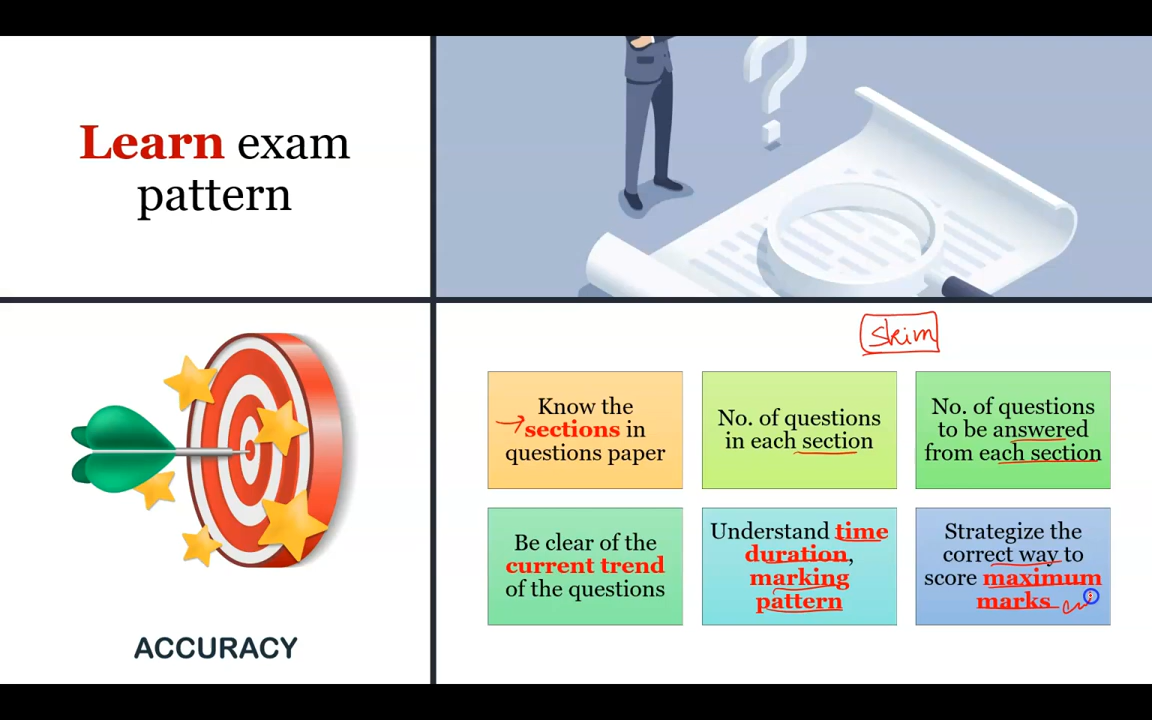 Learn exam
pattern
skim
Know the
sections in
questions paper
No. of questions
in each section
No. of questions
to be answered
from each section
Be clear of the
current trend
of the questions
Understand time
duration,
marking
pattern
Strategize the
correct way to
score maximum
marks
ACCURACY